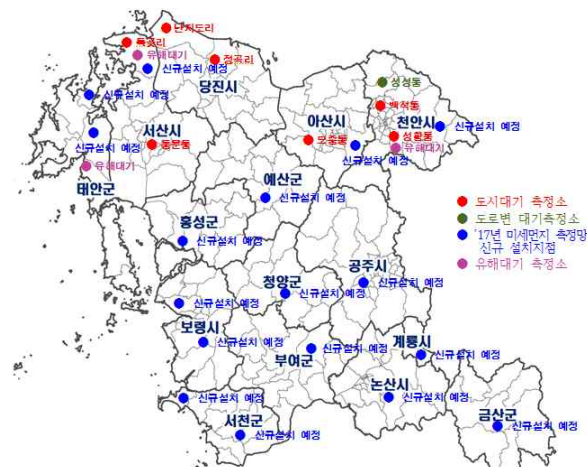 난지도리
독곶리
유해대기
정곡리
신규설치 예정
당진시
성성동
신규설치 예정
백석동
아산시
천안시
신규설치 예정
모종동
성황동
신규설치 예정
서산시
동문동
유해대기
신규설치 예정
유해대기
태안군
예산군
신규설치 예정
도시대기 측정소
도로변 대기측정소
'17년 미세먼지 측정망
신규 설치지점
유해대기 측정소
홍성군
신규설치 예정
공주시
청양군
신규설치 예정
신규설치 예정
신규설치 예정
보령시
계룡시
신규설치 예정
신규설치 예정
부여군
신규설치 예정
논산시
신규설치 예정
신규설치 예정
금산군
서천군
신규설치 예정
신규설치 예정